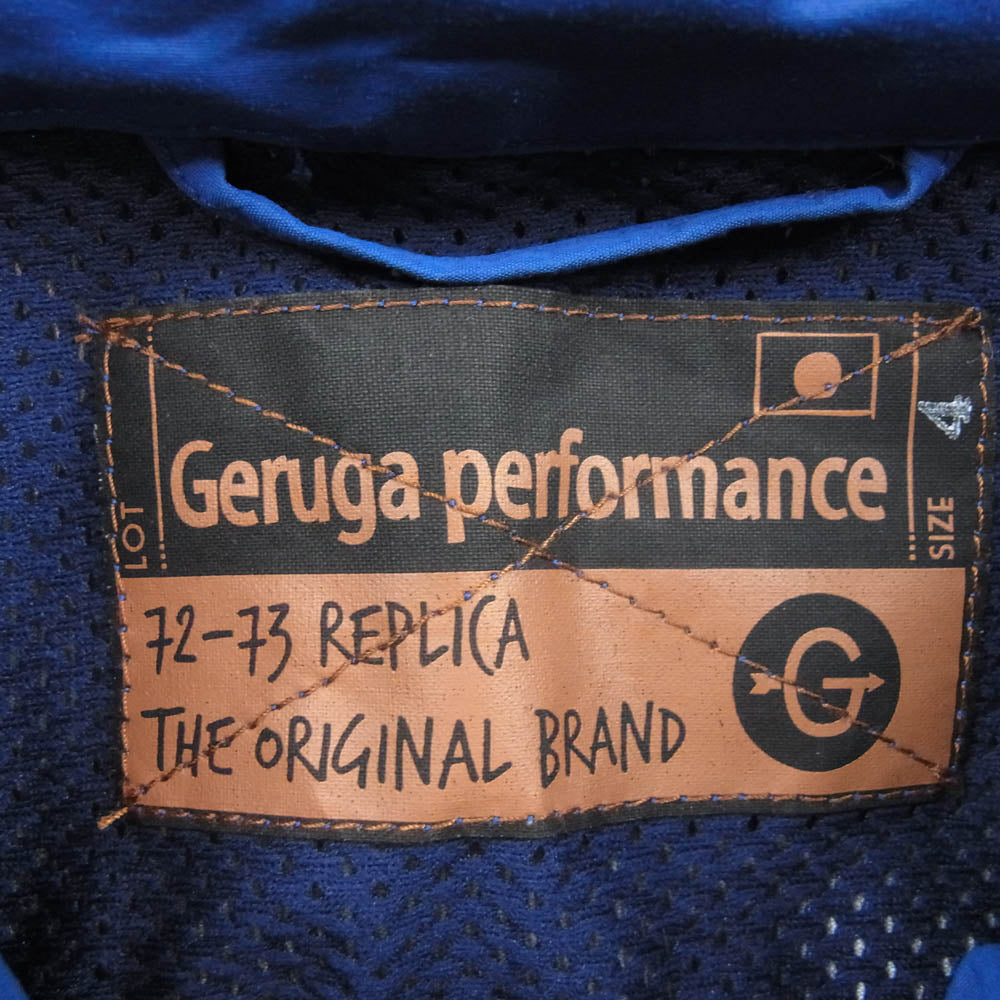 LOT
Geruga performance
4
SIZE
72-73 REPLICA
THE ORIGINAL BRAND
G